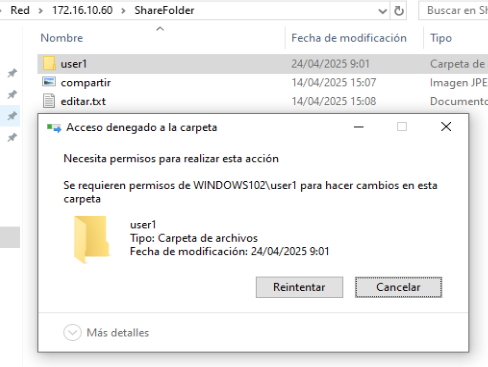 Red > 172.16.10.60 > ShareFolder
Buscar en Sh
Nombre
Fecha de modificación
Tipo
user1 24/04/2025 9:01 Carpeta de
compartir 14/04/2025 15:07 Imagen JPE
editar.txt 14/04/2025 15:08 Documento
Acceso denegado a la carpeta
Necesita permisos para realizar esta acción
Se requieren permisos de WINDOWS102\user1 para hacer cambios en esta
carpeta
user1
Tipo: Carpeta de archivos
Fecha de modificación: 24/04/2025 9:01
Reintentar
Cancelar
Más detalles